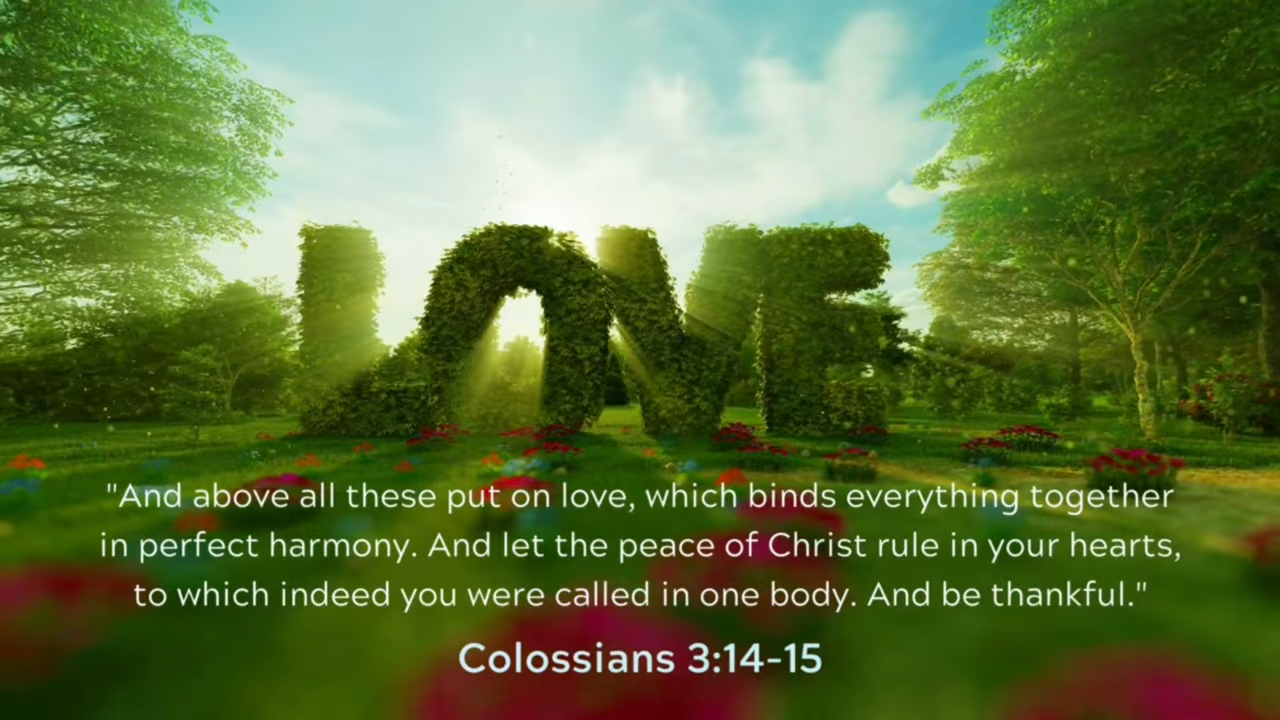 LOVE
"And above all these put on love, which binds everything together
in perfect harmony. And let the peace of Christ rule in your hearts,
to which indeed you were called in one body. And be thankful."
Colossians 3:14-15